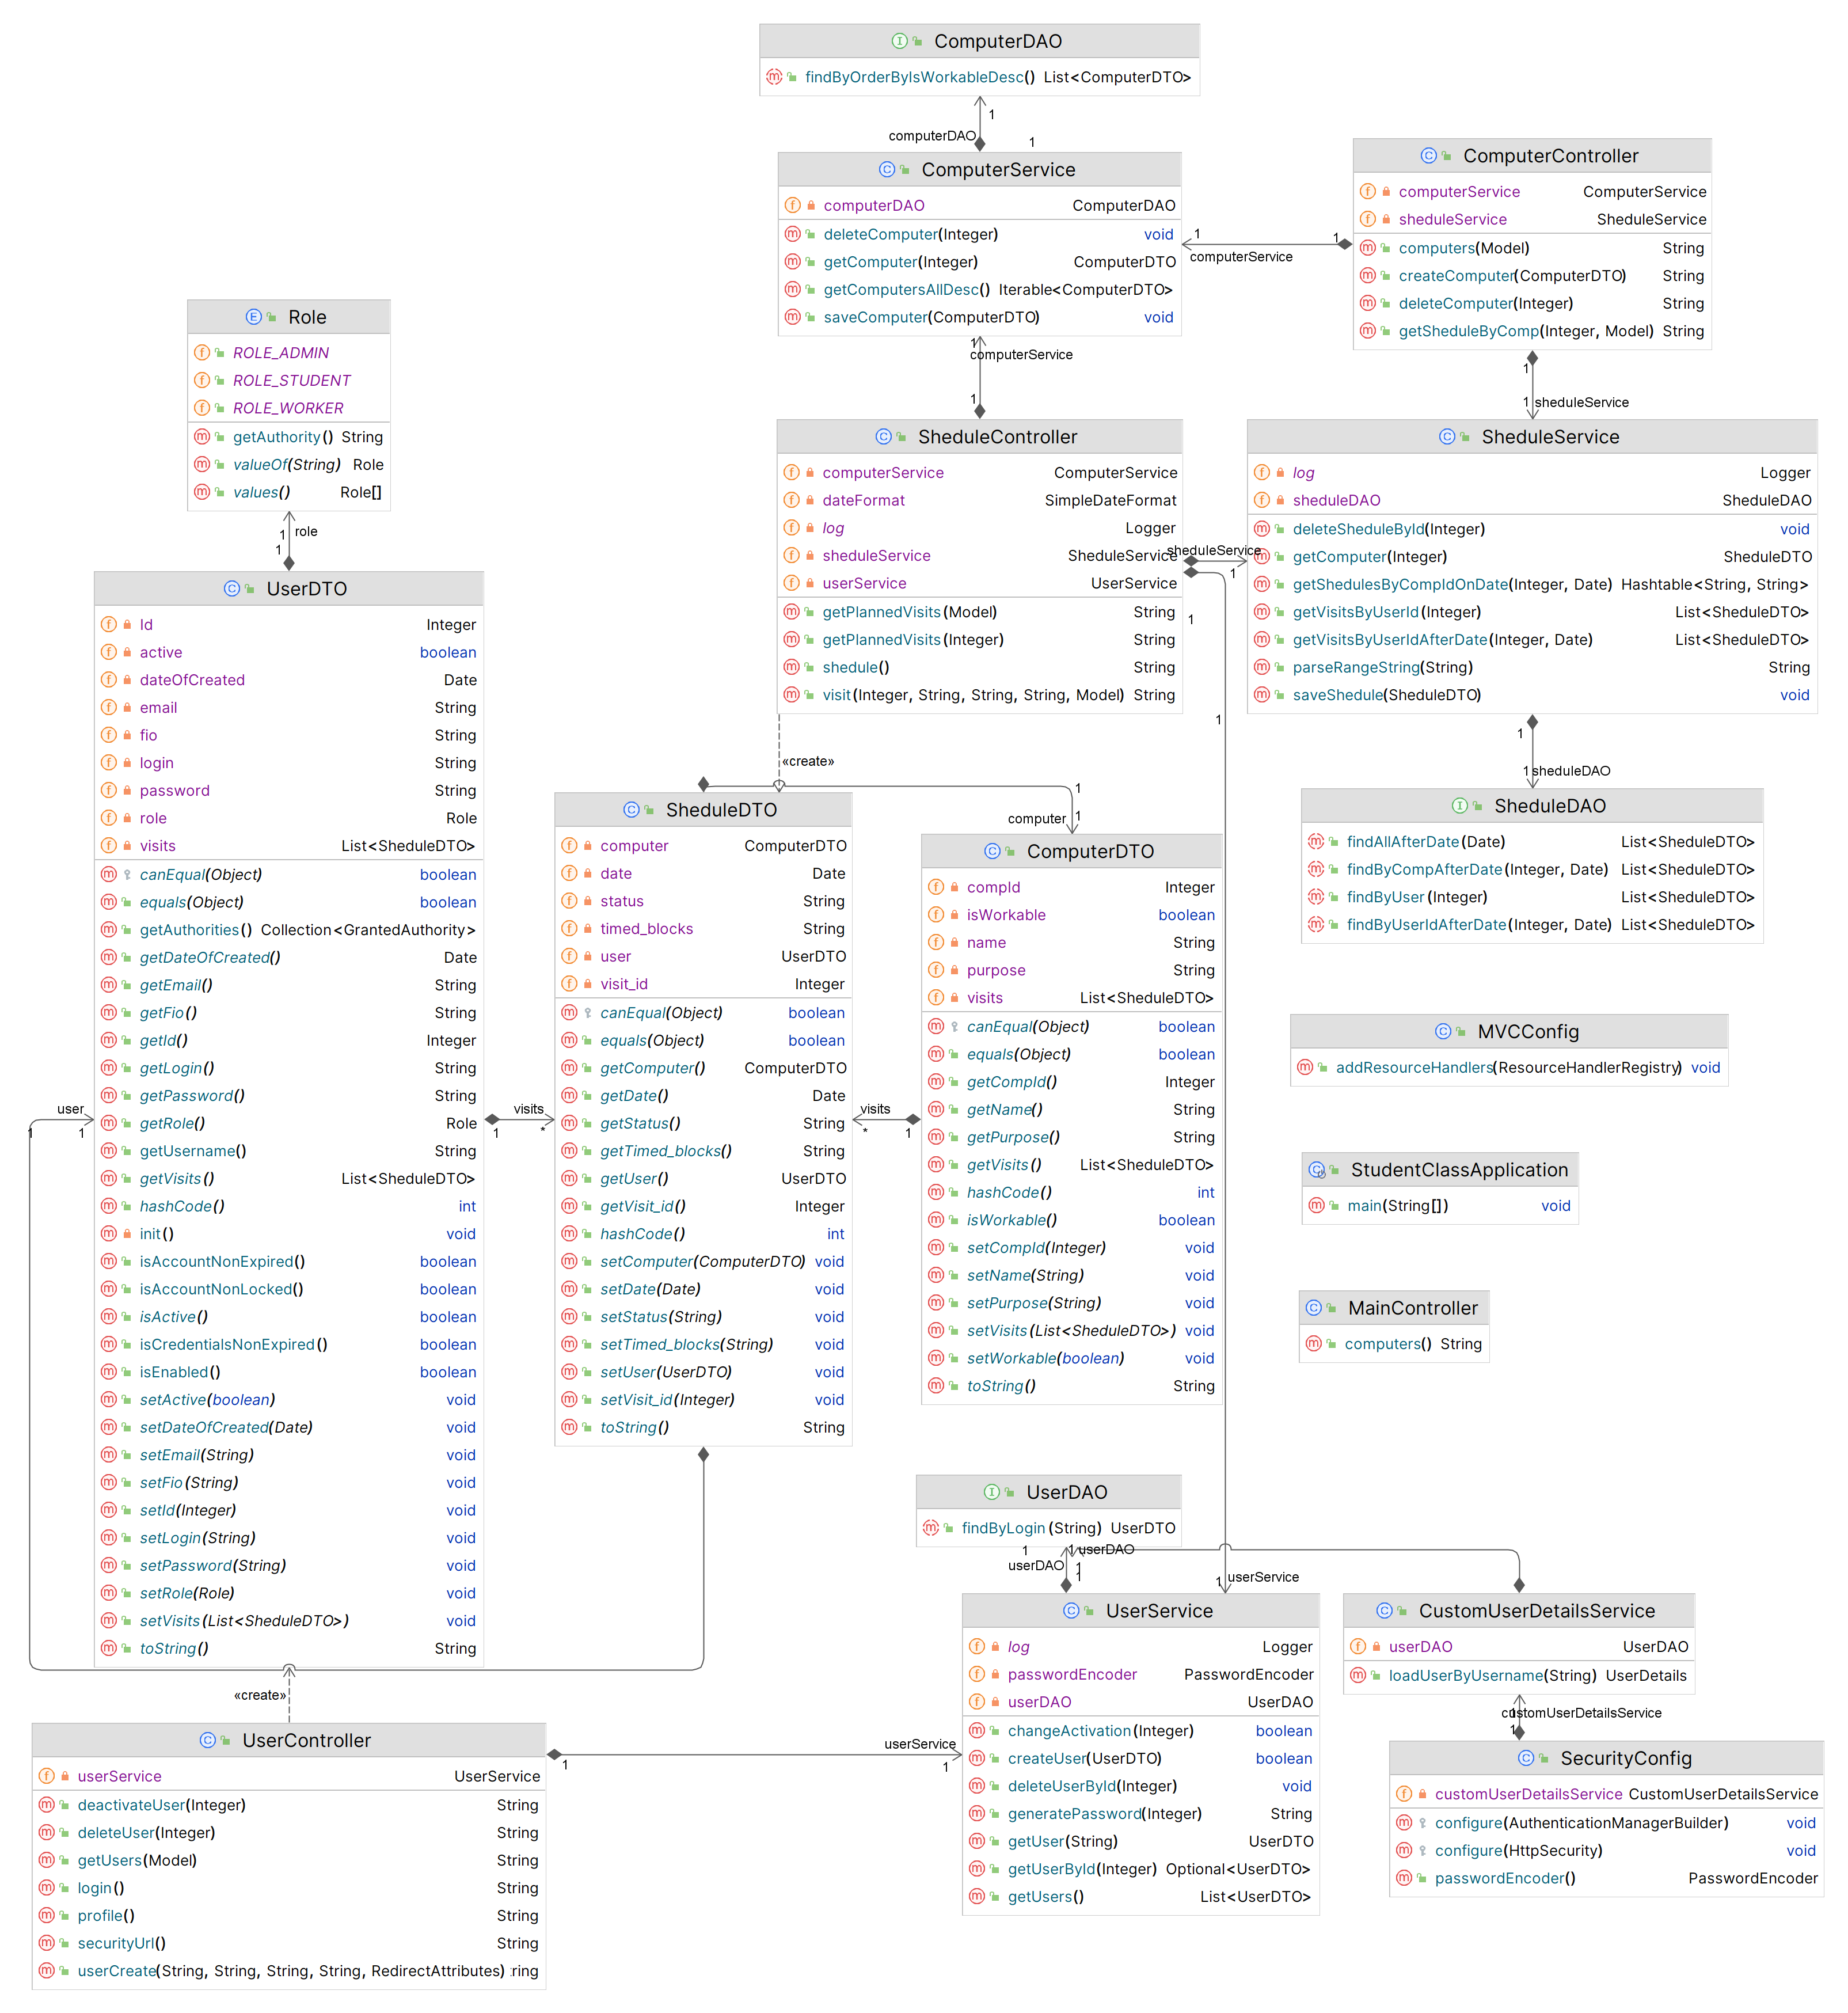 ComputerDAO
findByOrderByIsWorkableDesc() List<ComputerDTO>
1
computerDAO
1
ComputerService
computerDAO ComputerDAO
deleteComputer(Integer) void
getComputer(Integer) ComputerDTO
getComputersAllDesc() Iterable<ComputerDTO>
saveComputer(ComputerDTO) void
ComputerController
computerService ComputerService
sheduleService SheduleService
computers(Model) String
createComputer(ComputerDTO) String
deleteComputer(Integer) String
getSheduleByComp(Integer, Model) String
1
1
computerService
1
computerService
1
1
1
sheduleService
Role
ROLE_ADMIN
ROLE_STUDENT
ROLE_WORKER
getAuthority() String
valueOf(String) Role
values() Role[]
1
role
1
SheduleController
computerService ComputerService
dateFormat SimpleDateFormat
log Logger
sheduleService SheduleService
userService UserService
getPlannedVisits(Model) String
getPlannedVisits(Integer) String
shedule() String
visit(Integer, String, String, String, Model) String
sheduleService
1
1
1
SheduleService
log Logger
sheduleDAO SheduleDAO
deleteSheduleById(Integer) void
getComputer(Integer) SheduleDTO
getShedulesByCompIdOnDate(Integer, Date) Hashtable<String, String>
getVisitsByUserId(Integer) List<SheduleDTO>
getVisitsByUserIdAfterDate(Integer, Date) List<SheduleDTO>
parseRangeString(String) String
saveShedule(SheduleDTO) void
1
1
sheduleDAO
SheduleDAO
findAllAfterDate(Date) List<SheduleDTO>
findByCompAfterDate(Integer, Date) List<SheduleDTO>
findByUser(Integer) List<SheduleDTO>
findByUserIdAfterDate(Integer, Date) List<SheduleDTO>
UserDTO
Id Integer
active boolean
dateOfCreated Date
email String
fio String
login String
password String
role Role
visits List<SheduleDTO>
canEqual(Object) boolean
equals(Object) boolean
getAuthorities() Collection<GrantedAuthority>
getDateOfCreated() Date
getEmail() String
getFio() String
getId() Integer
getLogin() String
getPassword() String
getRole() Role
getUsername() String
getVisits() List<SheduleDTO>
hashCode() int
init() void
isAccountNonExpired() boolean
isAccountNonLocked() boolean
isActive() boolean
isCredentialsNonExpired() boolean
isEnabled() boolean
setActive(boolean) void
setDateOfCreated(Date) void
setEmail(String) void
setFio(String) void
setId(Integer) void
setLogin(String) void
setPassword(String) void
setRole(Role) void
setVisits(List<SheduleDTO>) void
toString() String
user
1
1
visits
1
*
«create»
SheduleDTO
computer ComputerDTO
date Date
status String
timed_blocks String
user UserDTO
visit_id Integer
canEqual(Object) boolean
equals(Object) boolean
getComputer() ComputerDTO
getDate() Date
getStatus() String
getTimed_blocks() String
getUser() UserDTO
getVisit_id() Integer
hashCode() int
setComputer(ComputerDTO) void
setDate(Date) void
setStatus(String) void
setTimed_blocks(String) void
setUser(UserDTO) void
setVisit_id(Integer) void
toString() String
1
computer
1
visits
*
1
ComputerDTO
compId Integer
isWorkable boolean
name String
purpose String
visits List<SheduleDTO>
canEqual(Object) boolean
equals(Object) boolean
getCompId() Integer
getName() String
getPurpose() String
getVisits() List<SheduleDTO>
hashCode() int
isWorkable() boolean
setCompId(Integer) void
setName(String) void
setPurpose(String) void
setVisits(List<SheduleDTO>) void
setWorkable(boolean) void
toString() String
MVCConfig
addResourceHandlers(ResourceHandlerRegistry) void
StudentClassApplication
main(String[]) void
MainController
computers() String
UserDAO
findByLogin(String) UserDTO
1
1
userDAO
userDAO
1
1
1
userService
UserService
log Logger
passwordEncoder PasswordEncoder
userDAO UserDAO
changeActivation(Integer) boolean
createUser(UserDTO) boolean
deleteUserById(Integer) void
generatePassword(Integer) String
getUser(String) UserDTO
getUserById(Integer) Optional<UserDTO>
getUsers() List<UserDTO>
CustomUserDetailsService
userDAO UserDAO
loadUserByUsername(String) UserDetails
customUserDetailsService
1
1
SecurityConfig
customUserDetailsService CustomUserDetailsService
configure(AuthenticationManagerBuilder) void
configure(HttpSecurity) void
passwordEncoder() PasswordEncoder
«create»
UserController
userService UserService
deactivateUser(Integer) String
deleteUser(Integer) String
getUsers(Model) String
login() String
profile() String
securityUrl() String
userCreate(String, String, String, String, RedirectAttributes) tring
userService
1
1